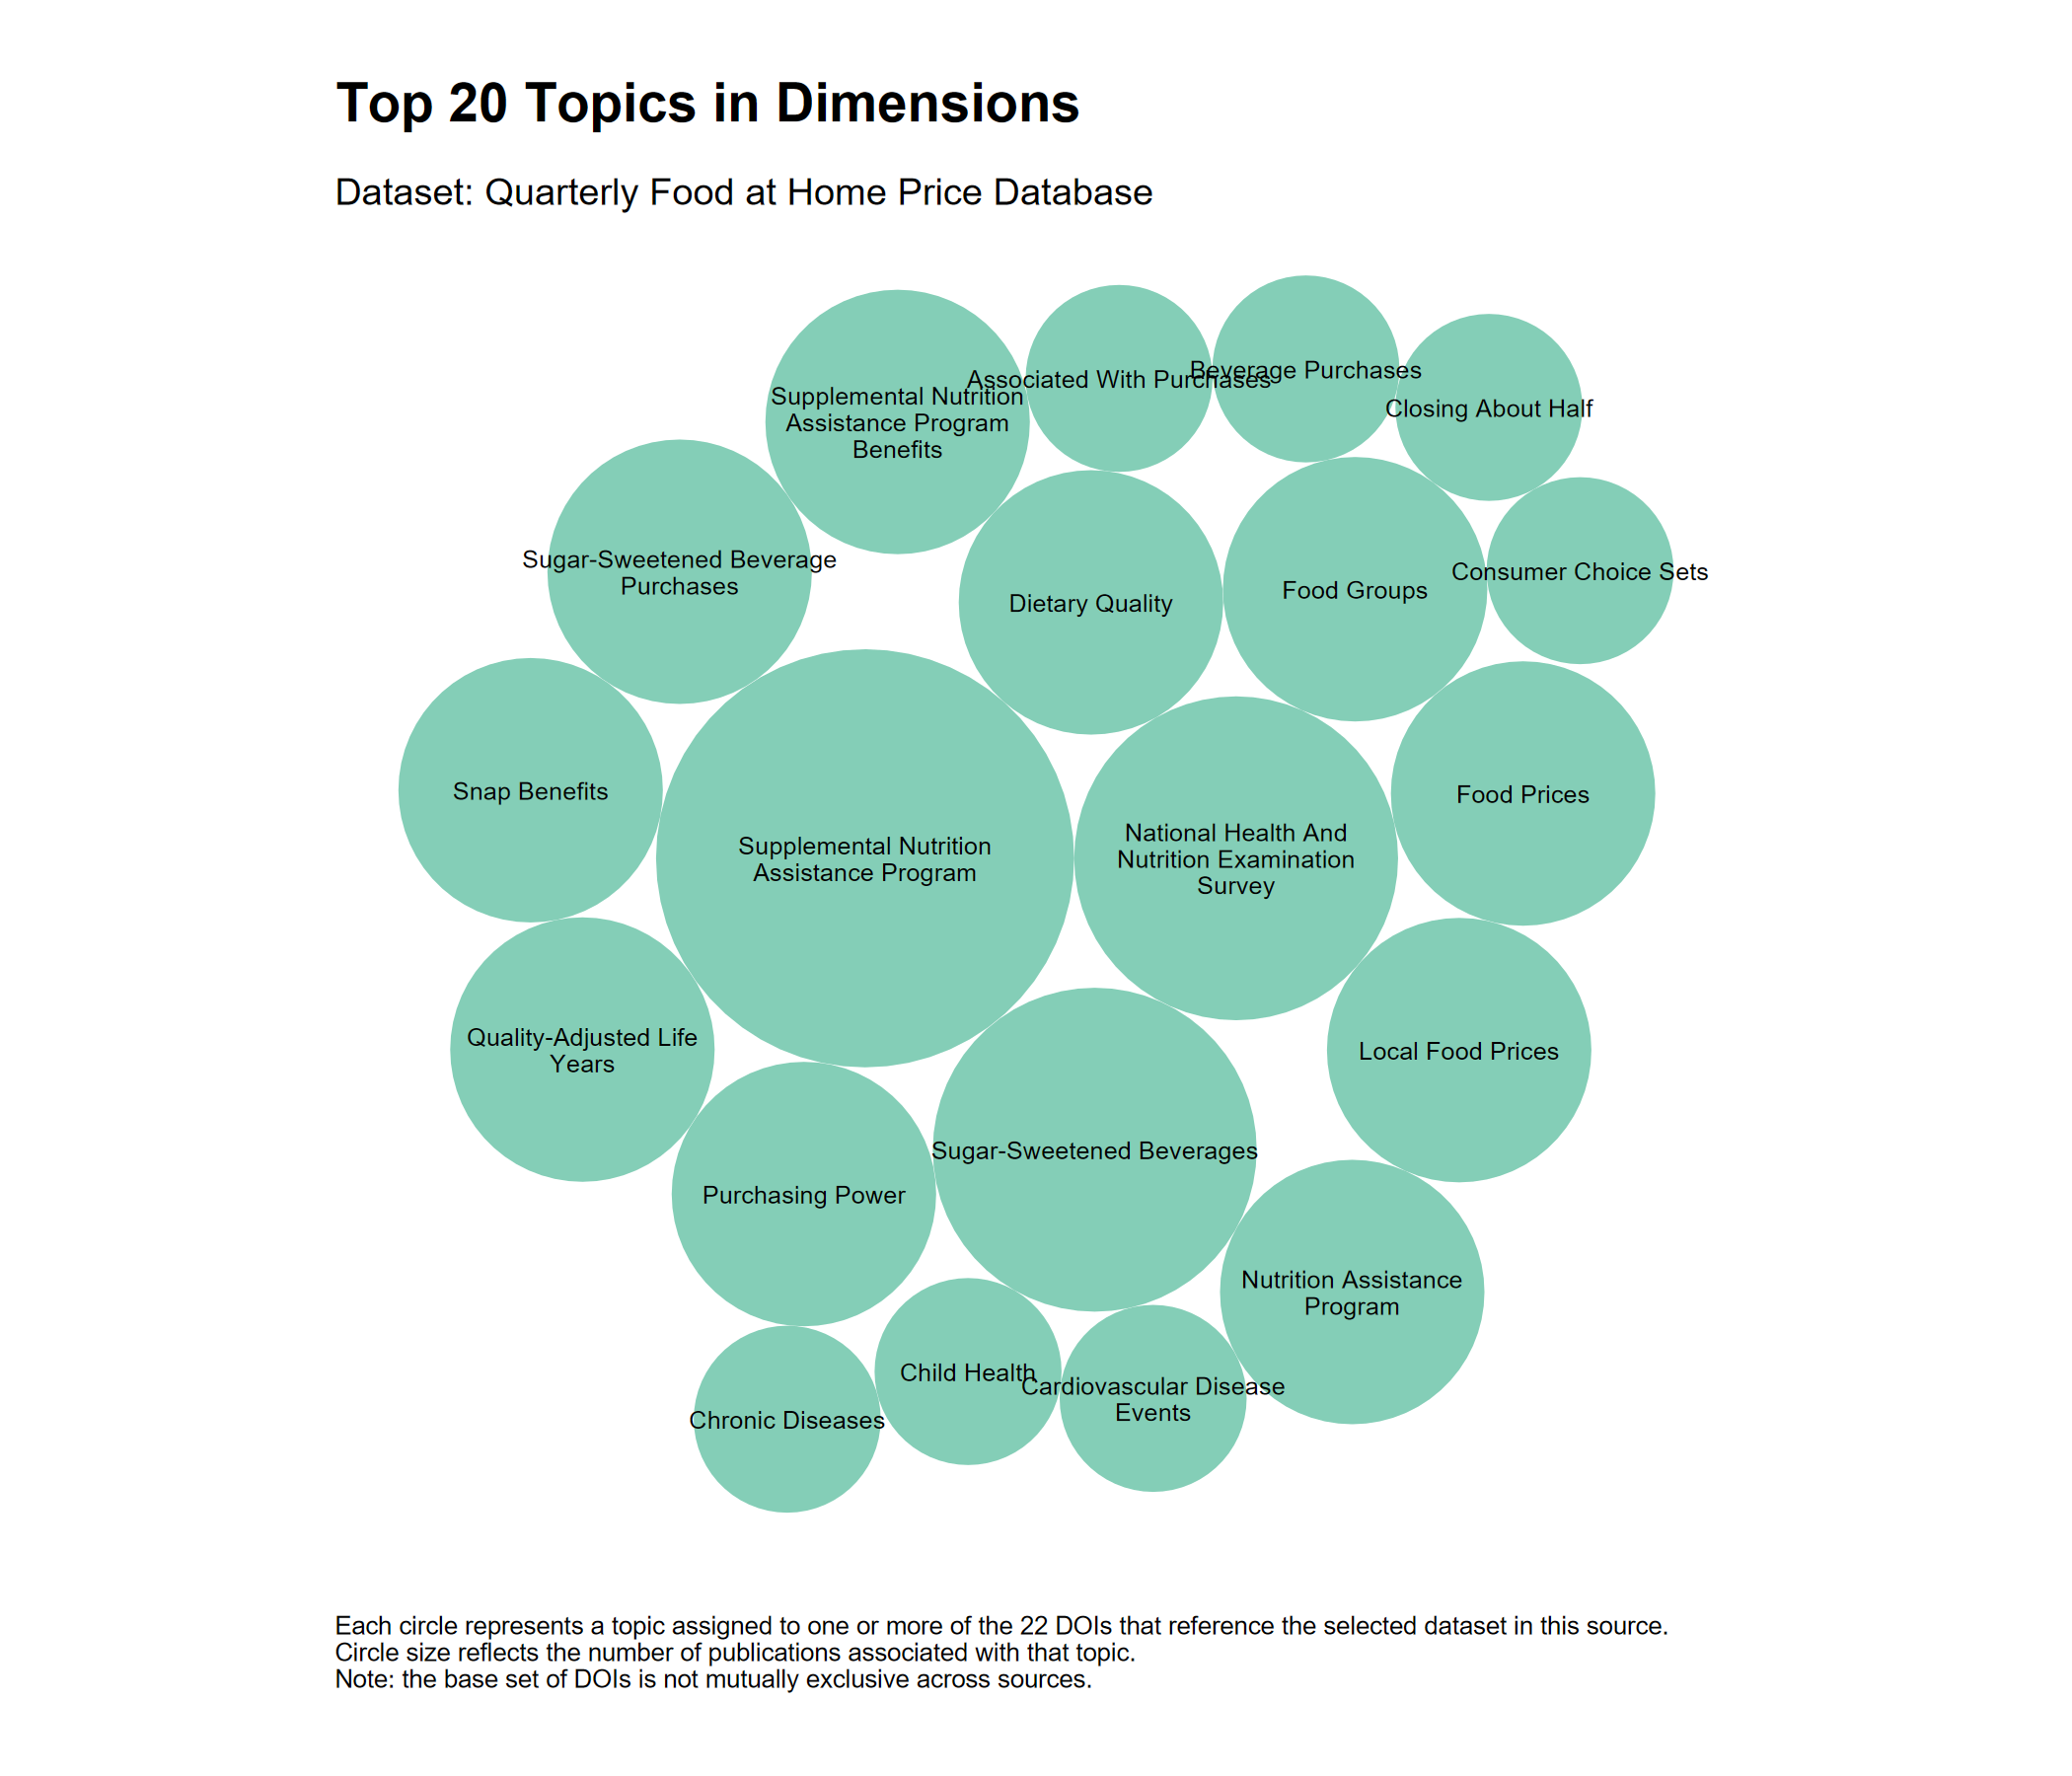 Top 20 Topics in Dimensions
Dataset: Quarterly Food at Home Price Database
Supplemental Nutrition
Assistance Program
Benefits
Associated With Purchases
Beverage Purchases
Closing About Half
Sugar-Sweetened Beverage
Purchases
Dietary Quality
Food Groups
Consumer Choice Sets
Snap Benefits
Supplemental Nutrition
Assistance Program
National Health And
Nutrition Examination
Survey
Food Prices
Quality-Adjusted Life
Years
Local Food Prices
Purchasing Power
Sugar-Sweetened Beverages
Nutrition Assistance
Program
Chronic Diseases
Child Health
Cardiovascular Disease
Events
Each circle represents a topic assigned to one or more of the 22 DOIs that reference the selected dataset in this source.
Circle size reflects the number of publications associated with that topic.
Note: the base set of DOIs is not mutually exclusive across sources.